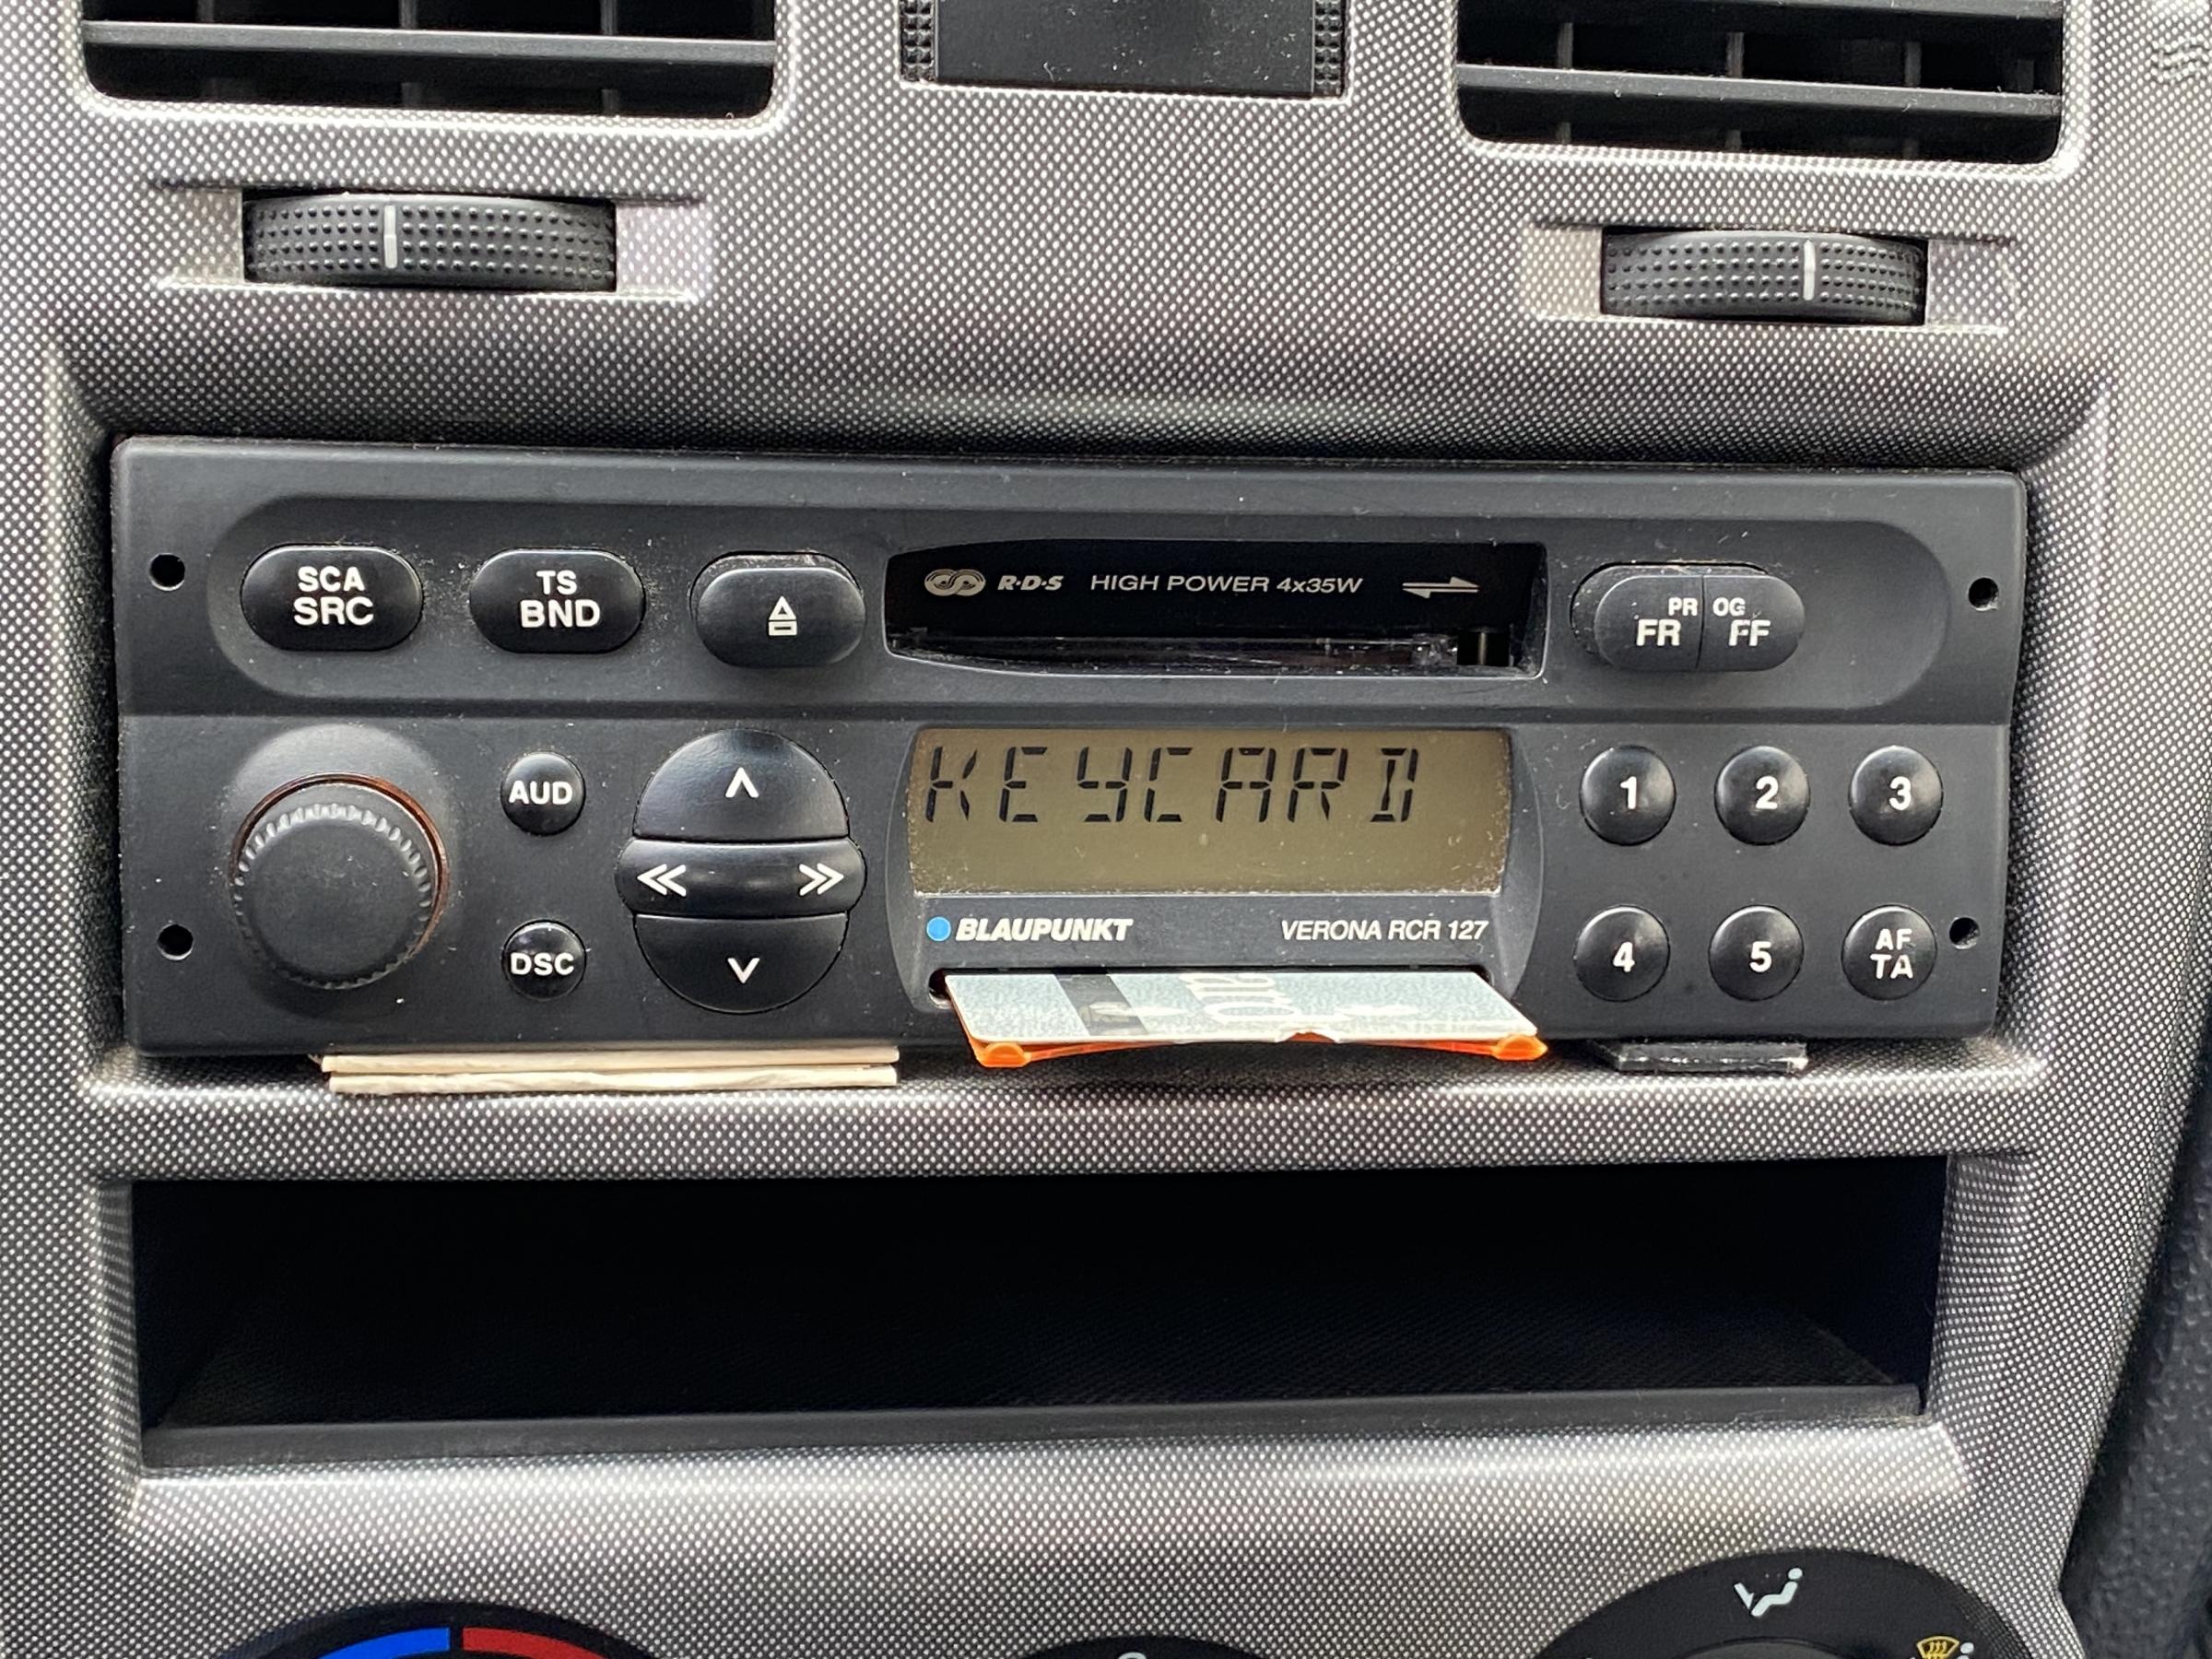 SCA
SRC
TS
BND
R·D·S HIGH POWER 4x35W
PR OG
FR FF
AUD
KEYCARD
1 2 3
DSC
BLAUPUNKT VERONA RCR 127
4 5 AF
TA